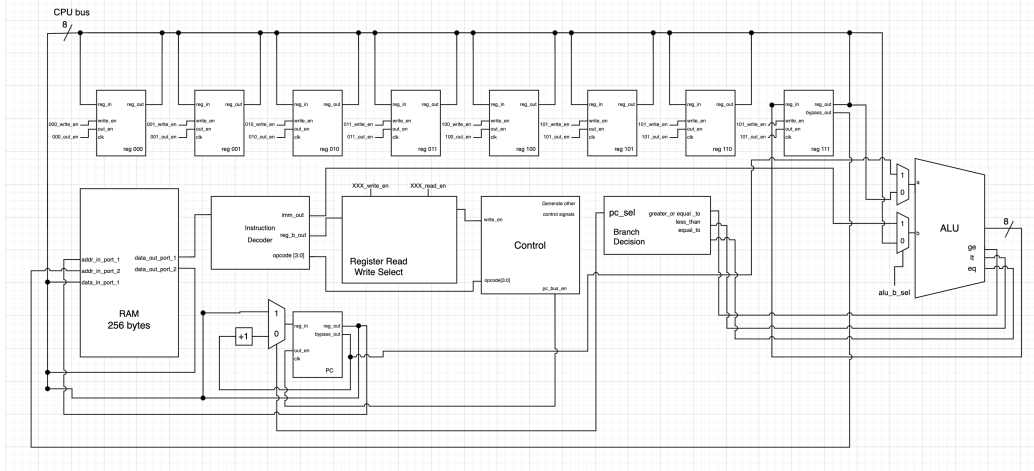 CPU bus
8
reg_in
reg_out
write_en
out_en
clk
reg 000
000_write_en
000_out_en
reg_in
reg_out
write_en
out_en
clk
reg 001
001_write_en
001_out_en
reg_in
reg_out
write_en
out_en
clk
reg 010
010_write_en
010_out_en
reg_in
reg_out
write_en
out_en
clk
reg 011
011_write_en
011_out_en
reg_in
reg_out
write_en
out_en
clk
reg 100
100_write_en
100_out_en
reg_in
reg_out
write_en
out_en
clk
reg 101
101_write_en
101_out_en
reg_in
reg_out
write_en
out_en
clk
reg 110
101_write_en
101_out_en
reg_in
reg_out
bypass_out
write_en
out_en
clk
reg 111
101_write_en
101_out_en
addr_in_port_1
addr_in_port_2
data_in_port_1
data_out_port_1
data_out_port_2
RAM
256 bytes
Instruction
Decoder
imm_out
reg_b_out
opcode [3:0]
XXX_write_en
XXX_read_en
Register Read
Write Select
Generate other
control signals
write_en
Control
opcode[3:0]
pc_bus_en
pc_sel
Branch
Decision
greater_or equal _to
less_than
equal_to
1
0
a
1
0
b
alu_b_sel
ALU
8
ge
lt
eq
+1
1
0
reg_in
reg_out
bypass_out
out_en
clk
PC